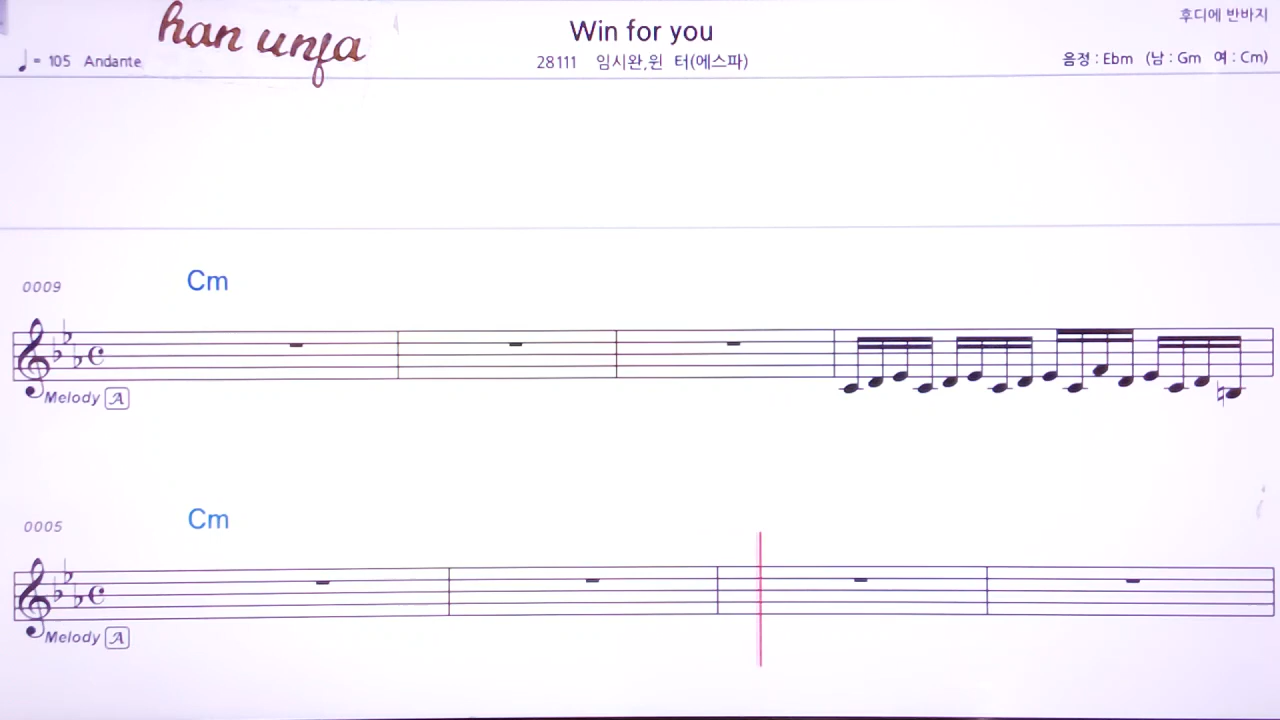 후디에 반바지
han unfa
Win for you
♩= 105 Andante
28111 임시완,윈 터(에스파)
음정 : Ebm (남 : Gm 여 : Cm)
0009
Cm
Melody A
0005
Cm
Melody A